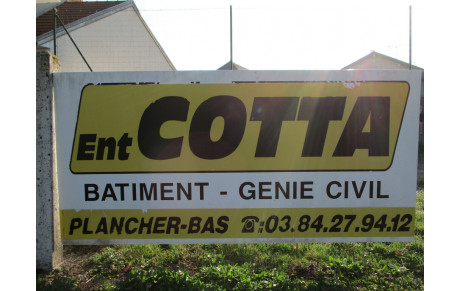 Ent COTTA
BATIMENT - GENIE CIVIL
PLANCHER-BAS ☎:03.84.27.94.12